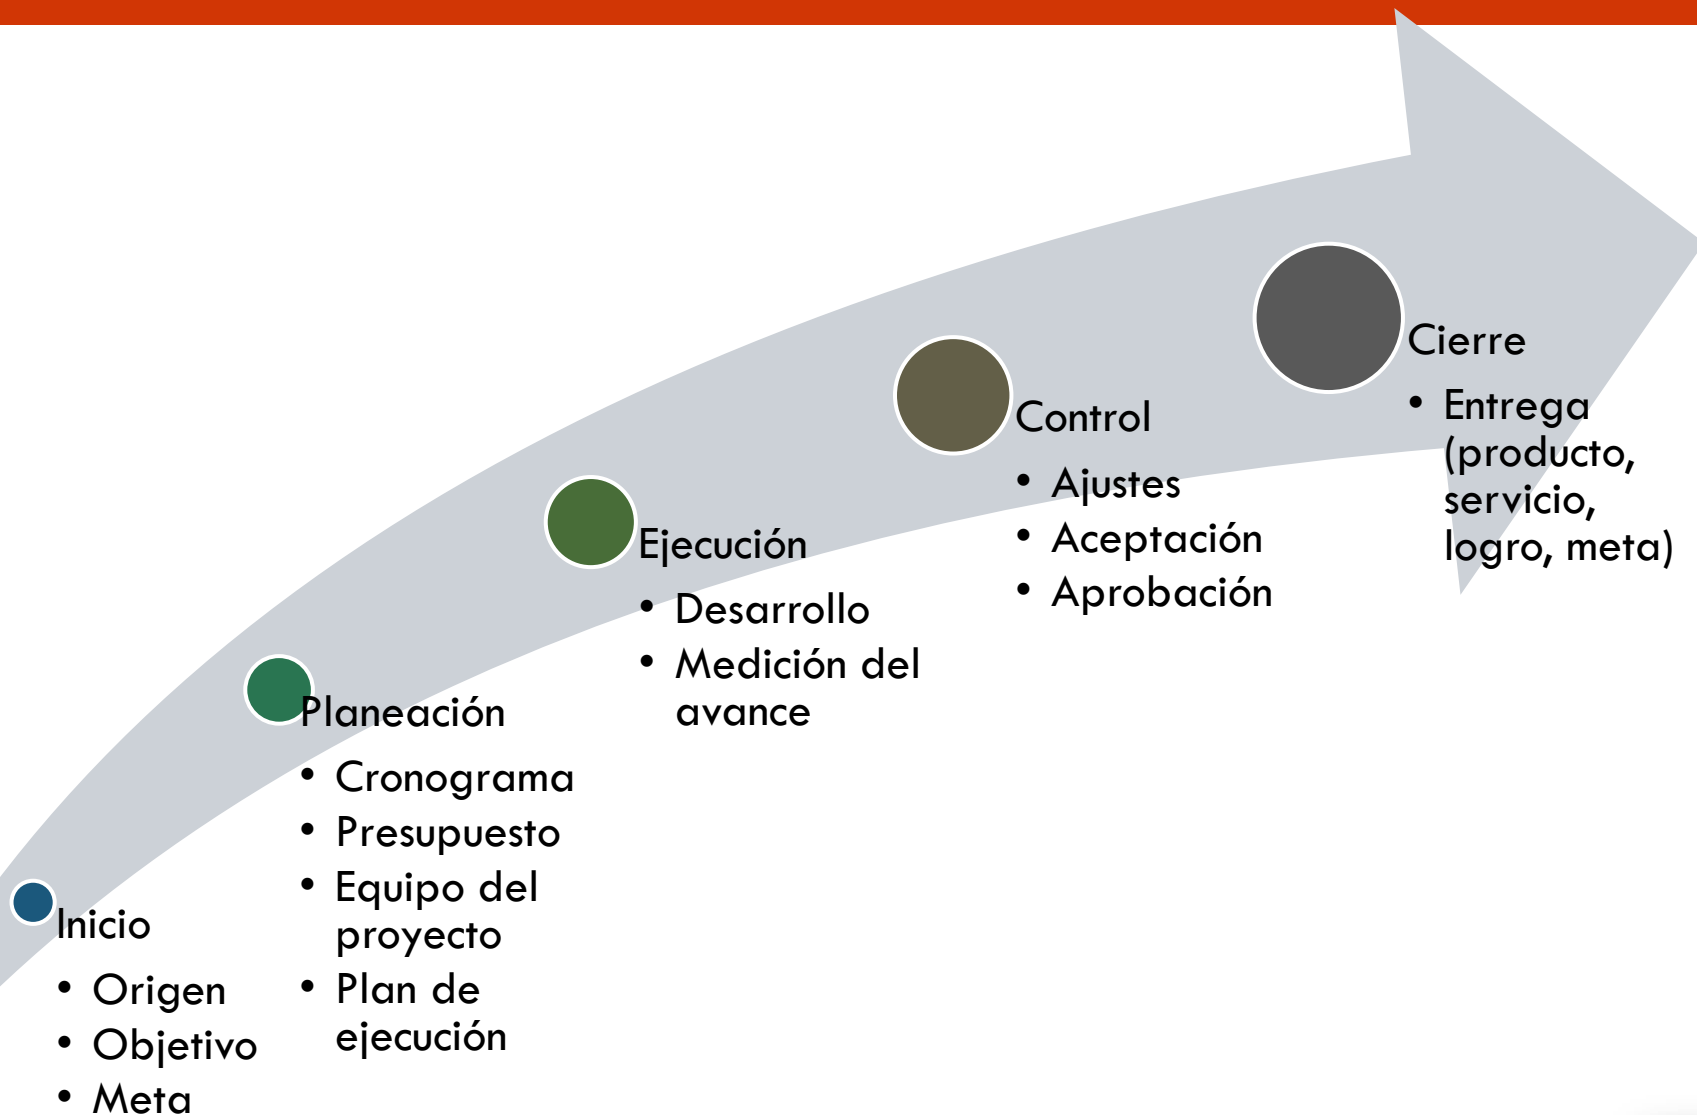 Inicio
• Origen
• Objetivo
• Meta
Planeación
• Cronograma
• Presupuesto
• Equipo del
proyecto
• Plan de
ejecución
Ejecución
• Desarrollo
• Medición del
avance
Control
• Ajustes
• Aceptación
• Aprobación
Cierre
• Entrega
(producto,
servicio,
logro, meta)